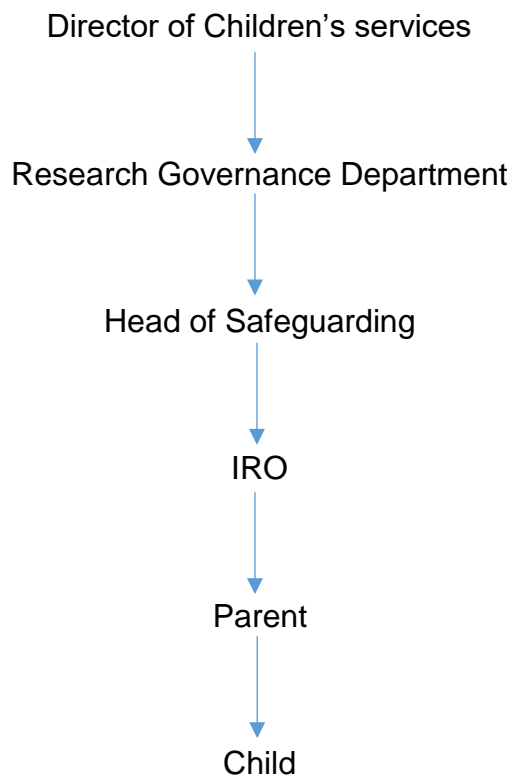 Director of Children’s services
Research Governance Department
Head of Safeguarding
IRO
Parent
Child